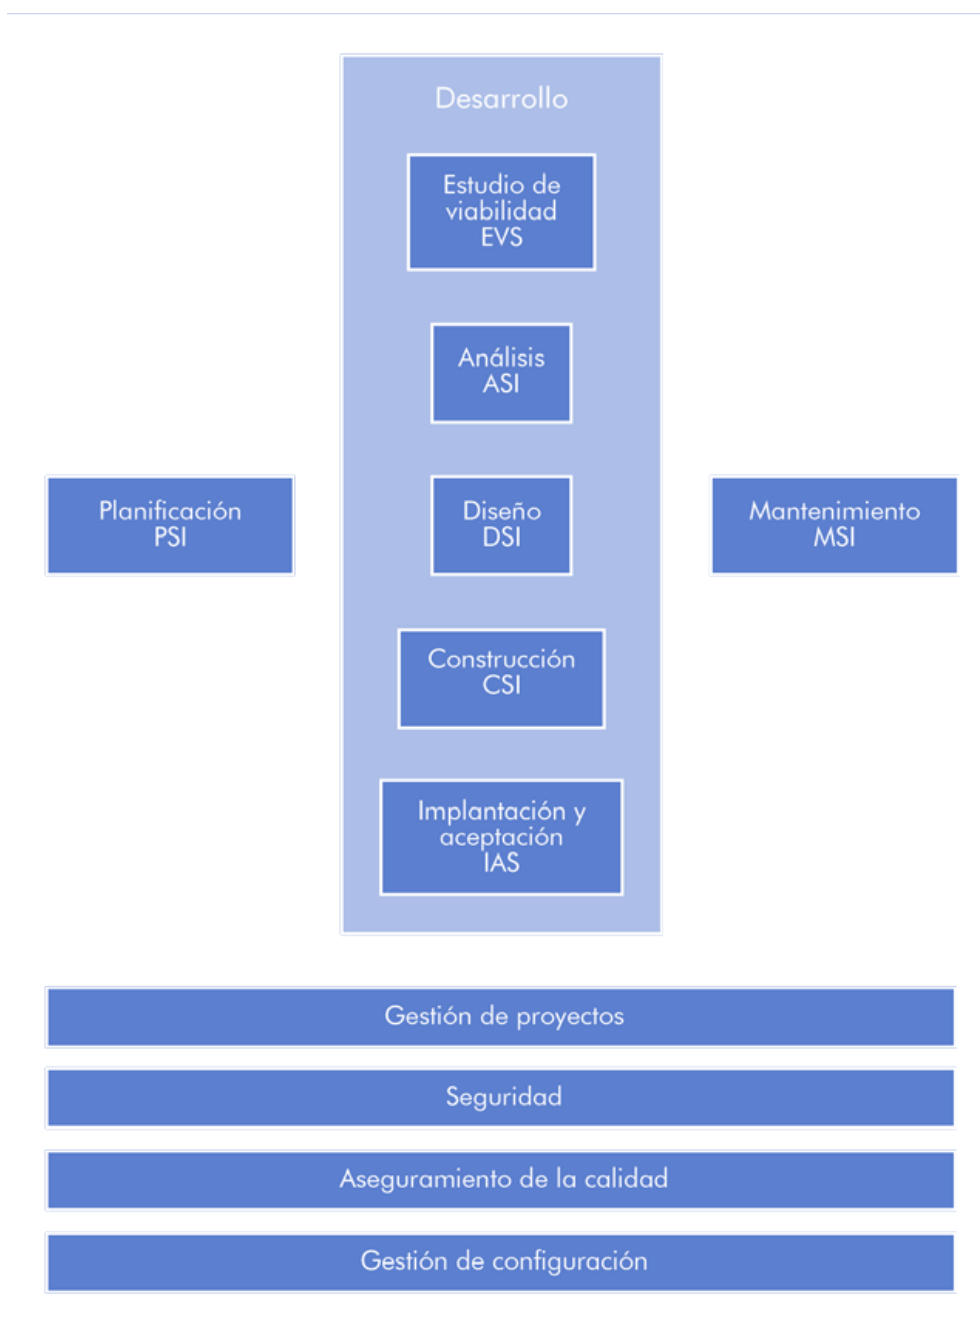 Desarrollo
Estudio de
viabilidad
EVS
Análisis
ASI
Planificación
PSI
Diseño
DSI
Mantenimiento
MSI
Construcción
CSI
Implantación y
aceptación
IAS
Gestión de proyectos
Seguridad
Aseguramiento de la calidad
Gestión de configuración